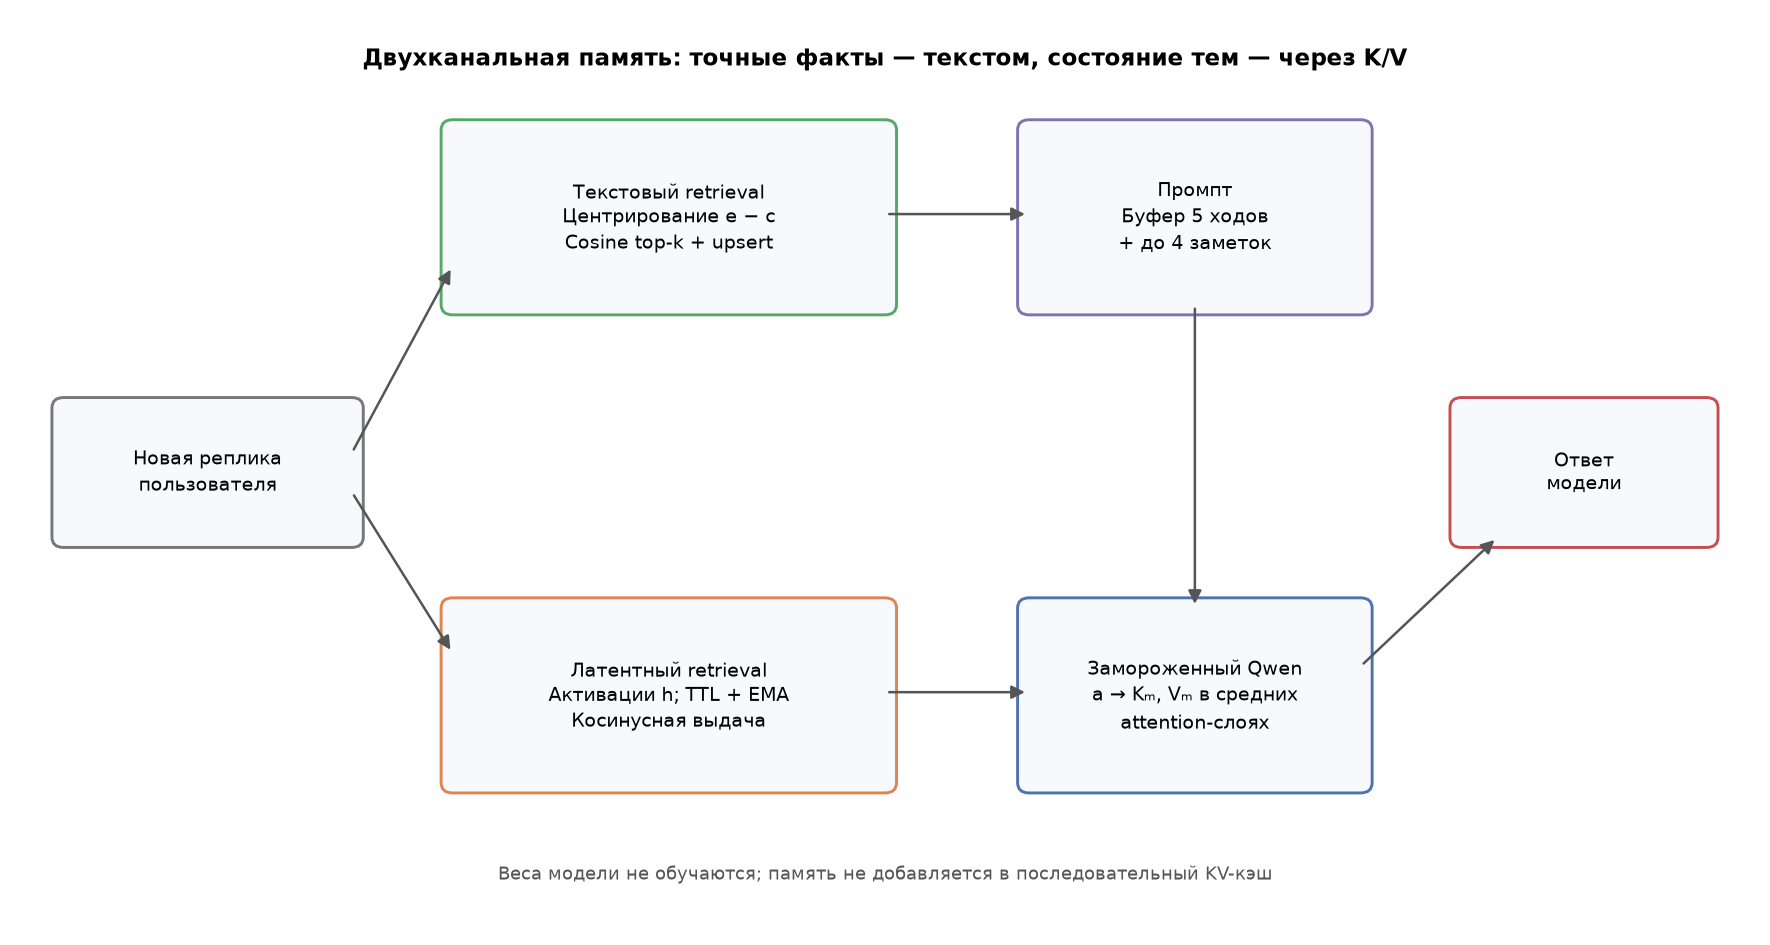 Двухканальная память: точные факты — текстом, состояние тем — через K/V
Текстовый retrieval
Центрирование e − c
Cosine top-k + upsert
Промпт
Буфер 5 ходов
+ до 4 заметок
Новая реплика
пользователя
Ответ
модели
Латентный retrieval
Активации h; TTL + EMA
Косинусная выдача
Замороженный Qwen
a → Kₘ, Vₘ в средних
attention-слоях
Веса модели не обучаются; память не добавляется в последовательный KV-кэш